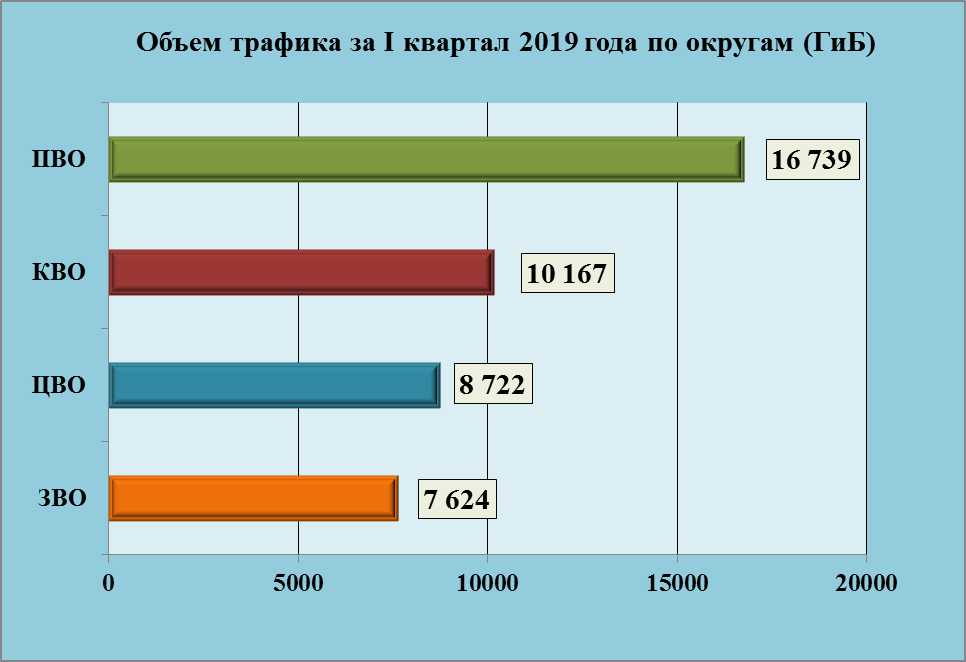 Объем трафика за I квартал 2019 года по округам (ГиБ)
ПВО
16 739
КВО
10 167
ЦВО
8 722
ЗВО
7 624
0 5000 10000 15000 20000